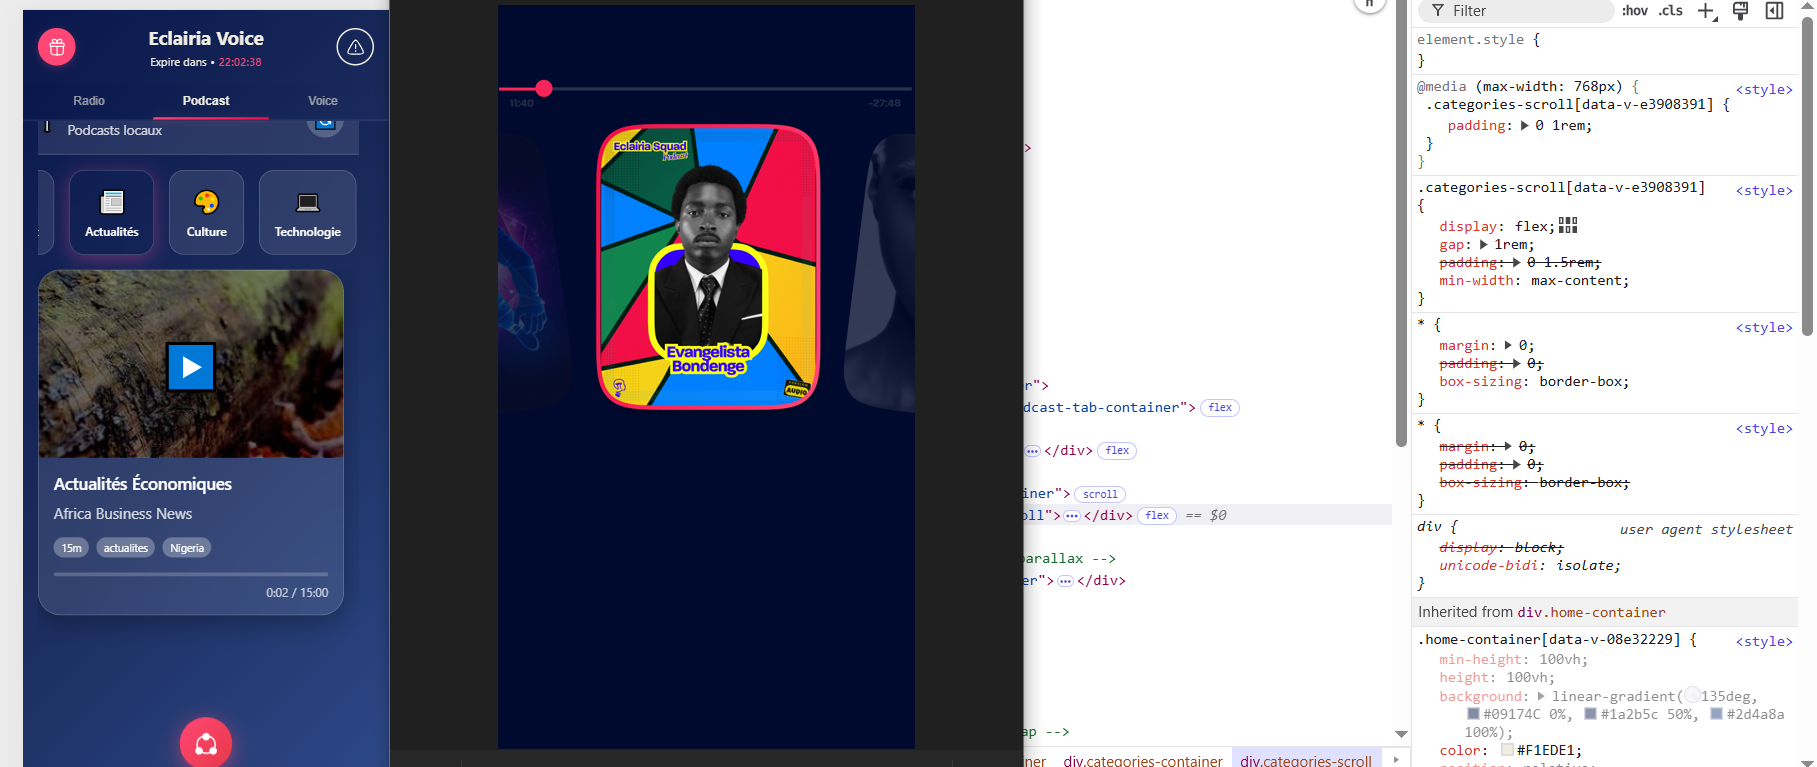 Eclairia Voice
Expire dans • 22:02:38
Radio
Podcast
Voice
Podcasts locaux
Actualités
Culture
Technologie
Actualités Économiques
Africa Business News
15m
actualites
Nigeria
0:02 / 15:00
11:40
-27:48
Eclairia Squad
Podcast
Evangelista
Bondenge
VERSION
AUDIO
>
r">
dcast-tab-container"> flex
… </div> flex
iner"> scroll
oll"> … </div> flex == $0
parallax -->
er"> … </div>
ap -->
ner div.categories-container div.categories-scroll
Filter :hov .cls
element.style {
}
@media (max-width: 768px) { <style>
.categories-scroll[data-v-e3908391] {
padding: 0 1rem;
}
}
.categories-scroll[data-v-e3908391] <style>
{
display: flex;
gap: 1rem;
padding: 0 1.5rem;
min-width: max-content;
}
* { <style>
margin: 0;
padding: 0;
box-sizing: border-box;
}
* { <style>
margin: 0;
padding: 0;
box-sizing: border-box;
}
div { user agent stylesheet
display: block;
unicode-bidi: isolate;
}
Inherited from div.home-container
.home-container[data-v-08e32229] { <style>
min-height: 100vh;
height: 100vh;
background: linear-gradient(135deg,
#09174C 0%, #1a2b5c 50%, #2d4a8a
100%);
color: #F1EDE1;
position: relative;